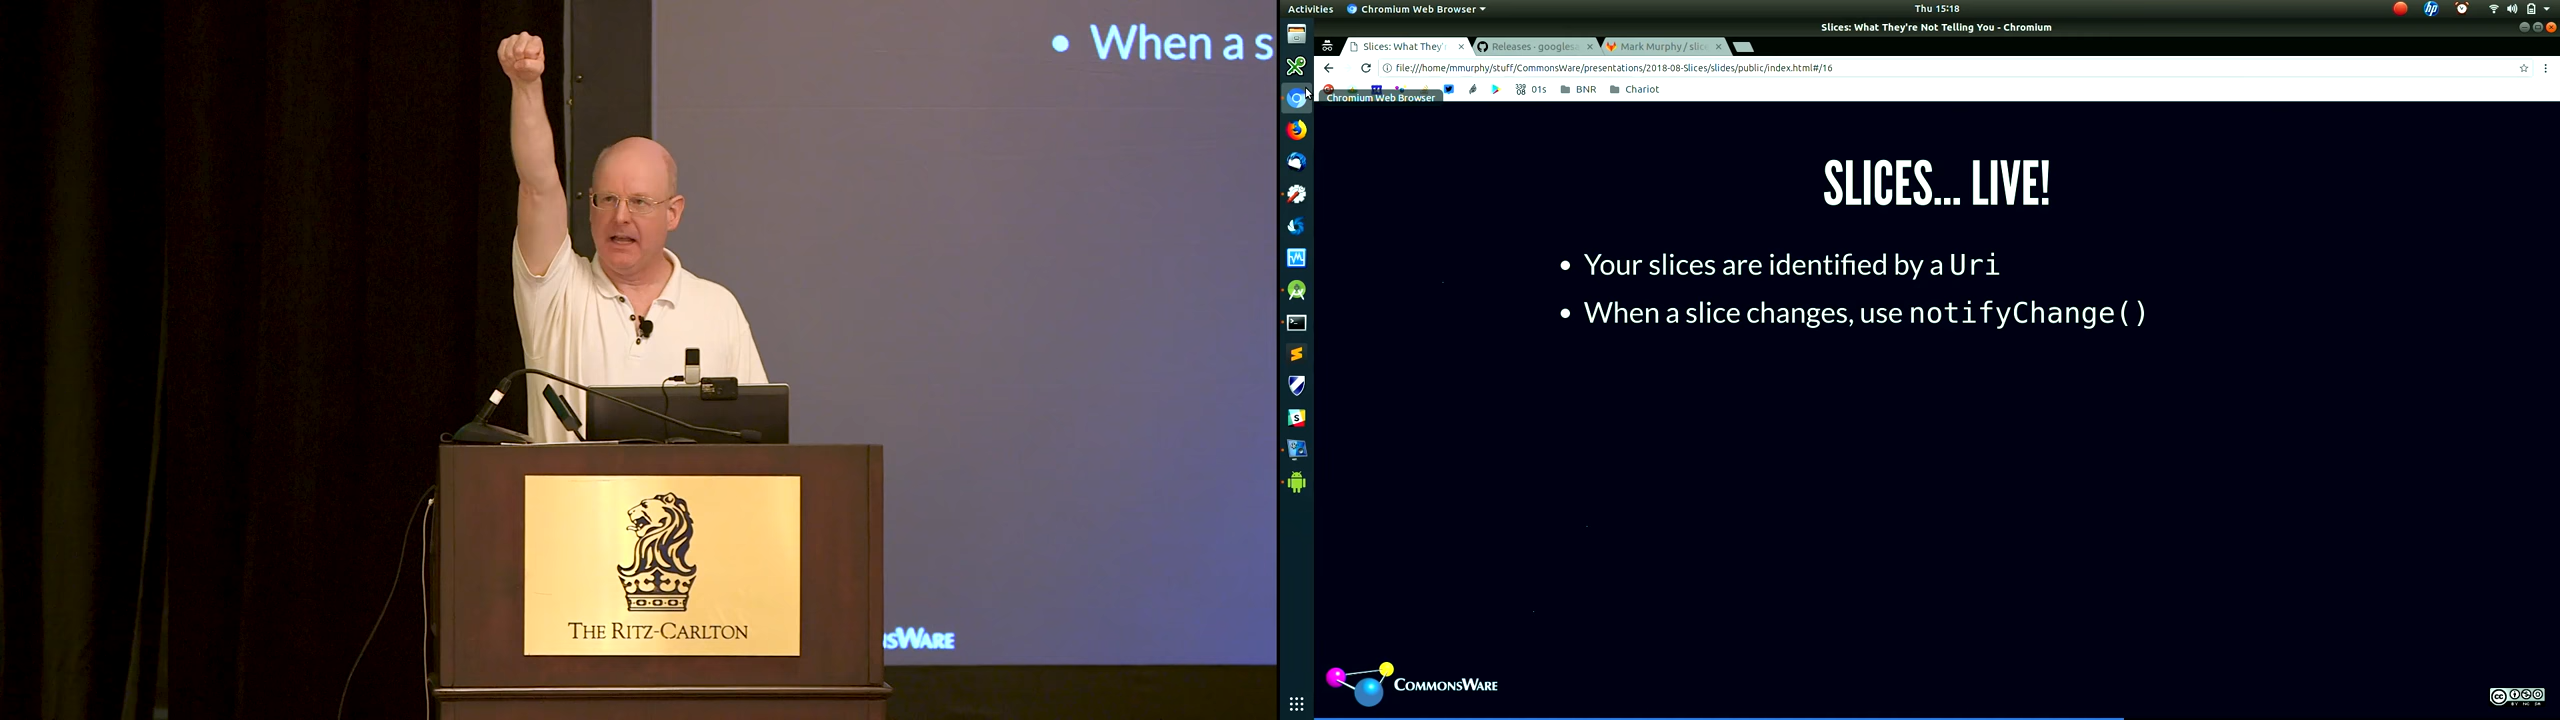 When a s
THE RITZ-CARLTON
SWARE
Activities
Chromium Web Browser
Thu 15:18
Slices: What They're Not Telling You - Chromium
Slices: What They'
Releases · googlesa
Mark Murphy / slice
file:///home/mmurphy/stuff/CommonsWare/presentations/2018-08-Slices/slides/public/index.html#/16
01s
BNR
Chariot
Chromium Web Browser
SLICES... LIVE!
• Your slices are identified by a Uri
• When a slice changes, use notifyChange()
COMMONSWARE